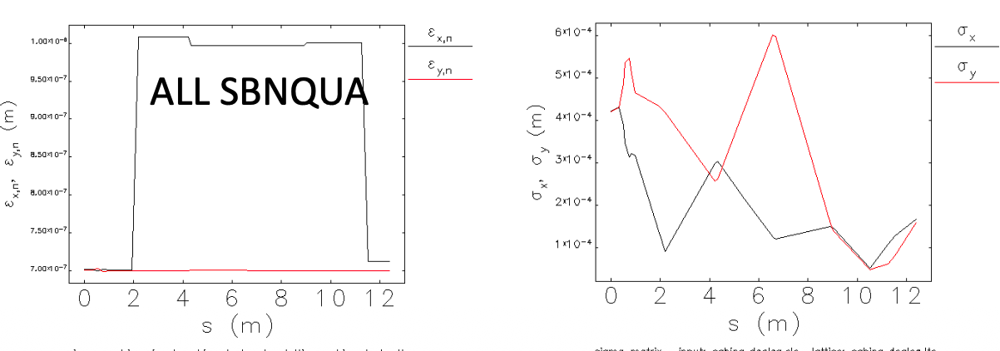 1.00×10⁻⁶
9.50×10⁻⁷
9.00×10⁻⁷
8.50×10⁻⁷
8.00×10⁻⁷
7.50×10⁻⁷
7.00×10⁻⁷
εx,n, εy,n (m)
ALL SBNQUA
εx,n
εy,n
0 2 4 6 8 10 12
s (m)
6×10⁻⁴
5×10⁻⁴
4×10⁻⁴
3×10⁻⁴
2×10⁻⁴
1×10⁻⁴
σx, σy (m)
σx
σy
0 2 4 6 8 10 12
s (m)